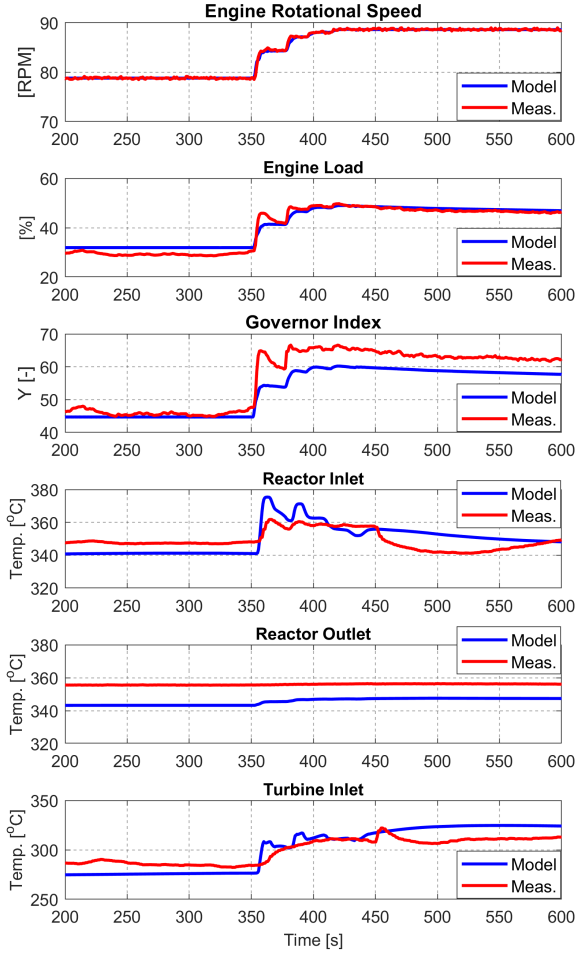 Engine Rotational Speed
90
80
70
[RPM]
Model
Meas.
200 250 300 350 400 450 500 550 600
Engine Load
60
40
20
[%]
Model
Meas.
200 250 300 350 400 450 500 550 600
Governor Index
70
60
50
40
Y [-]
Model
Meas.
200 250 300 350 400 450 500 550 600
Reactor Inlet
380
360
340
320
Temp. [°C]
Model
Meas.
200 250 300 350 400 450 500 550 600
Reactor Outlet
380
360
340
320
Temp. [°C]
Model
Meas.
200 250 300 350 400 450 500 550 600
Turbine Inlet
350
300
250
Temp. [°C]
Model
Meas.
200 250 300 350 400 450 500 550 600
Time [s]